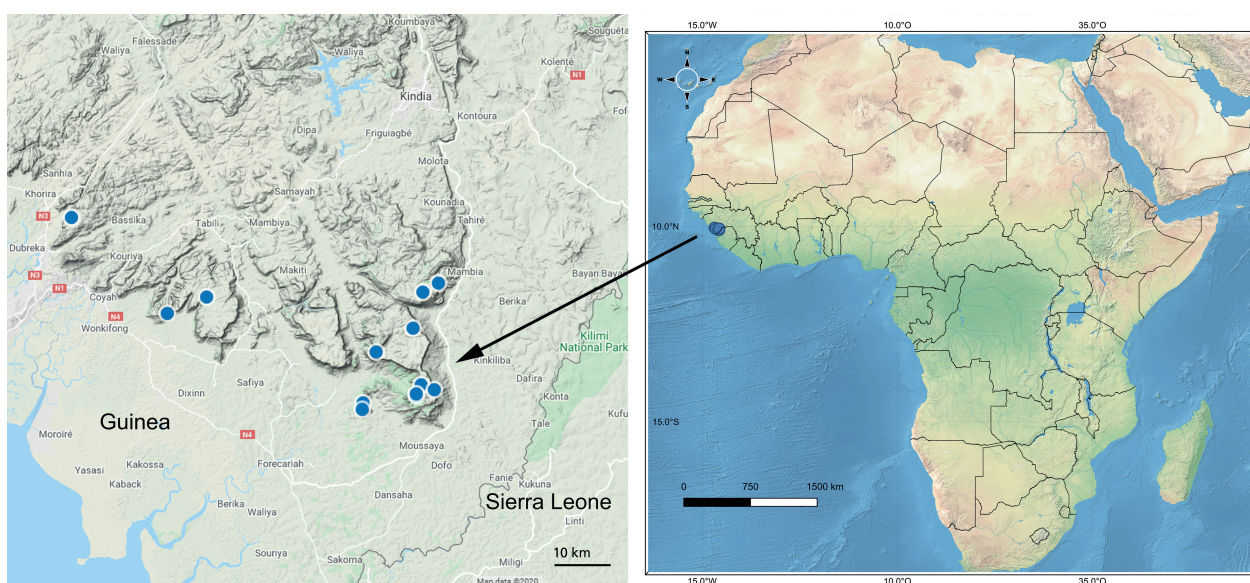 Koumbaya
Falessade
Waliya
Waliya
Souguéta
Kolenté
N1
Kindia
Kontoura
Dipa
Friguiagbé
Molota
Sanhia
Khorira
Samayah
Kounadia
N3
Bassika
Tabili
Mambiya
Tahiré
Dubreka
Kouriya
Makiti
Mambia
Bayan Bayan
N3
N1
Coyah
Berika
N4
Wonkifong
Kilimi
National Park
Kinkiliba
Safiya
Dafira
Dixinn
Konta
Kufu
Guinea
Tale
Moroiré
N4
Moussaya
Forecariah
Dofo
Yasasi
Kakossa
Kaback
Fanie
Kukuna
Dansaha
Berika
Waliya
Sierra Leone
Linti
Souriya
Sakoma
Miligi
10 km
Map data ©2020
15.0°W
10.0°O
35.0°O
N
W
E
S
10.0°N
15.0°S
0
750
1500 km
15.0°W
10.0°O
35.0°O